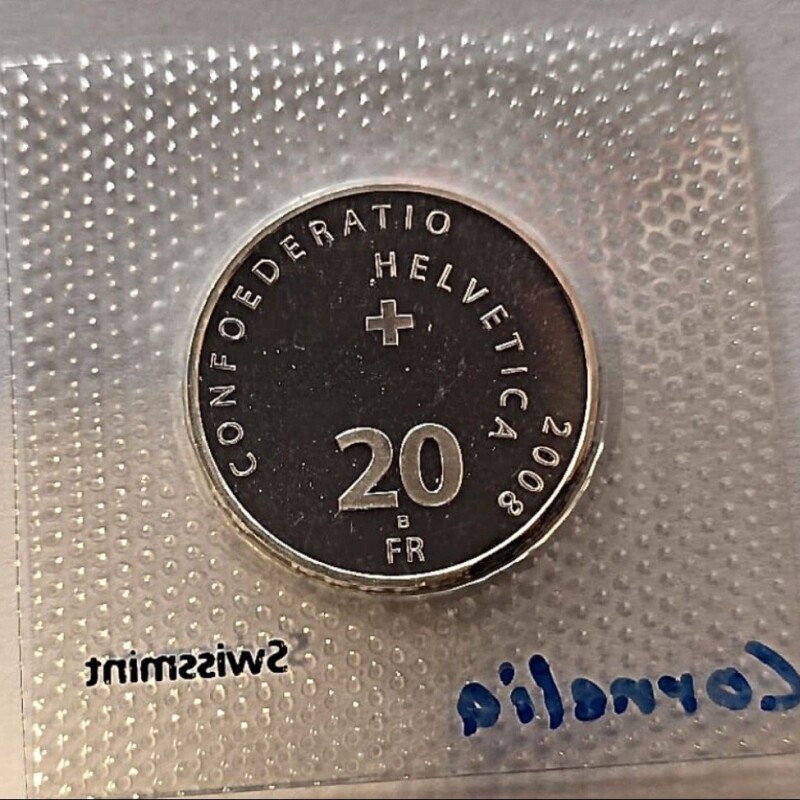 CONFOEDERATIO
HELVETICA
2008
20
B
FR
Swissmint
Cornelia